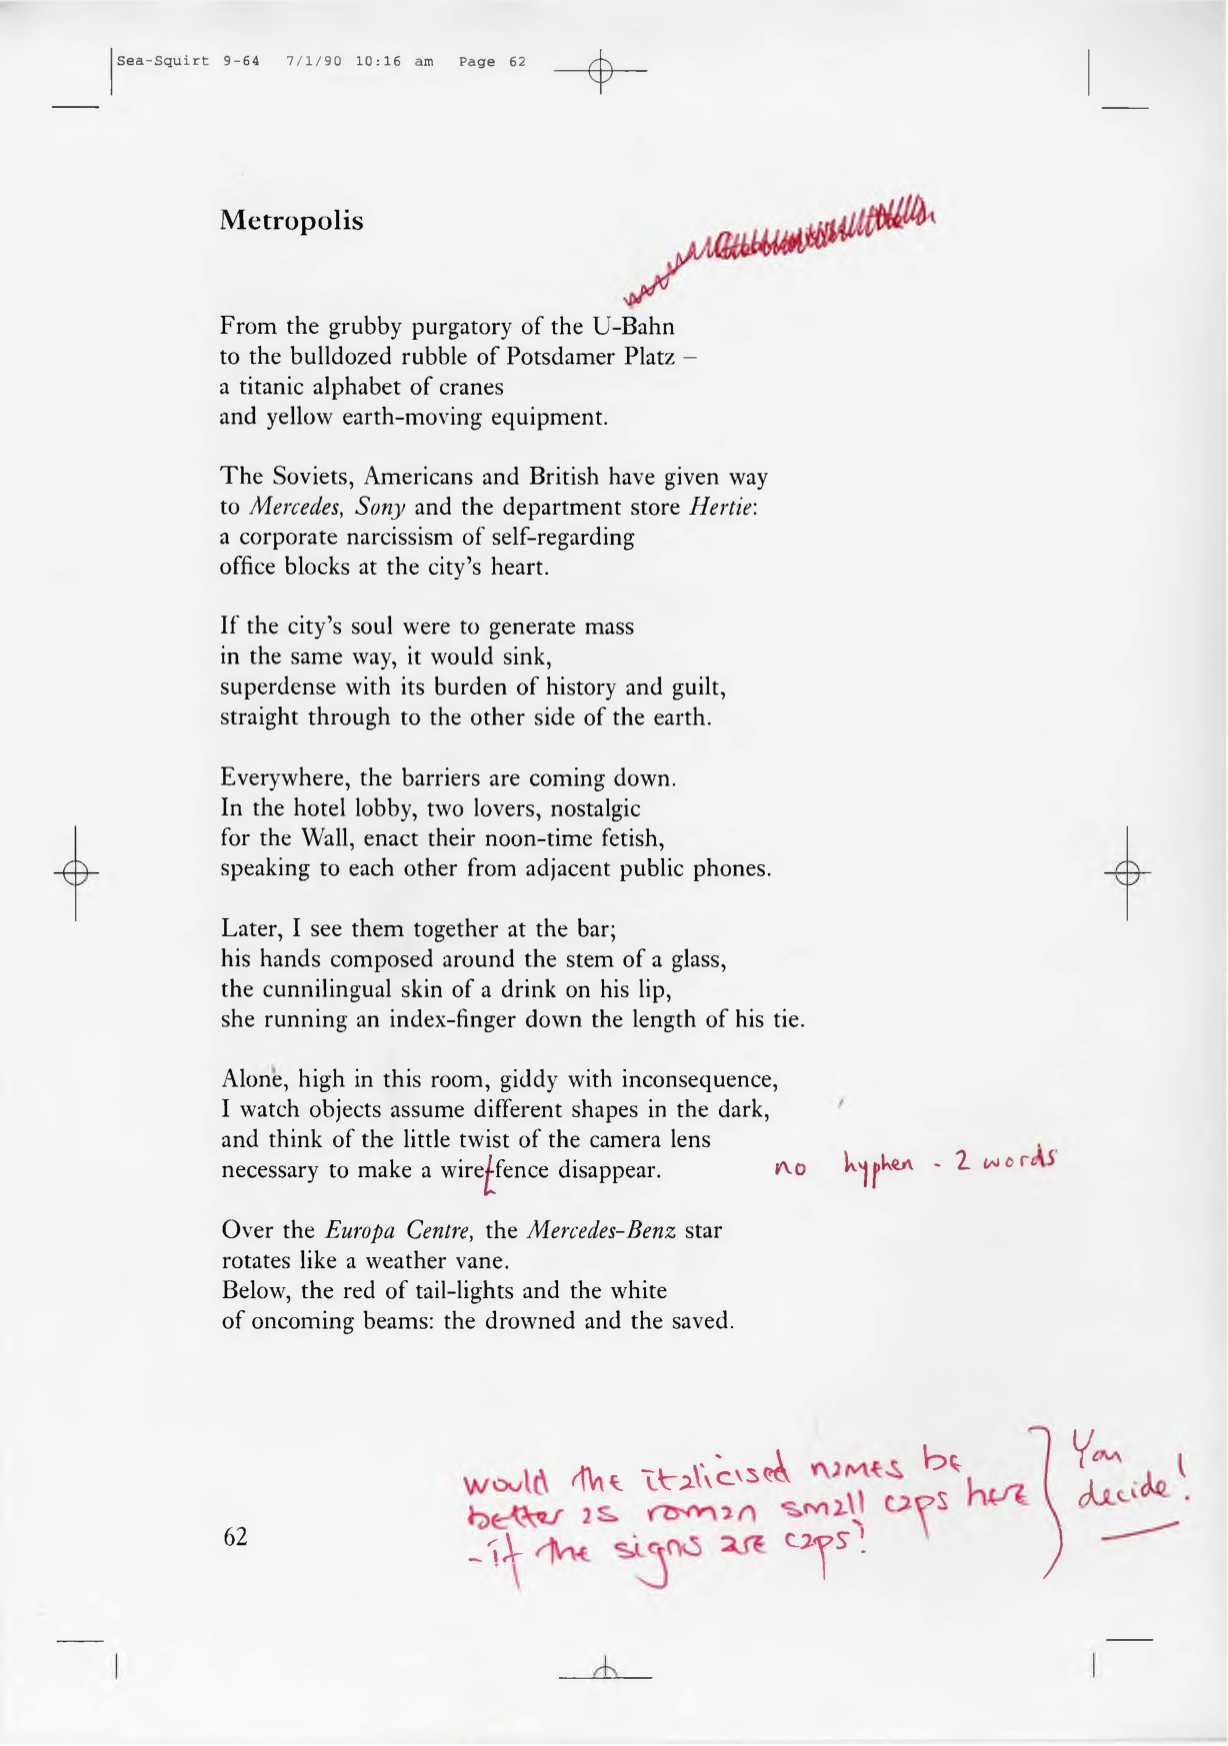 Sea-Squirt 9-64 7/1/90 10:16 am Page 62
Metropolis
From the grubby purgatory of the U-Bahn
to the bulldozed rubble of Potsdamer Platz –
a titanic alphabet of cranes
and yellow earth-moving equipment.
The Soviets, Americans and British have given way
to Mercedes, Sony and the department store Hertie:
a corporate narcissism of self-regarding
office blocks at the city's heart.
If the city's soul were to generate mass
in the same way, it would sink,
superdense with its burden of history and guilt,
straight through to the other side of the earth.
Everywhere, the barriers are coming down.
In the hotel lobby, two lovers, nostalgic
for the Wall, enact their noon-time fetish,
speaking to each other from adjacent public phones.
Later, I see them together at the bar;
his hands composed around the stem of a glass,
the cunnilingual skin of a drink on his lip,
she running an index-finger down the length of his tie.
Alone, high in this room, giddy with inconsequence,
I watch objects assume different shapes in the dark,
and think of the little twist of the camera lens
necessary to make a wire-fence disappear. no hyphen - 2 words
Over the Europa Centre, the Mercedes-Benz star
rotates like a weather vane.
Below, the red of tail-lights and the white
of oncoming beams: the drowned and the saved.
would the italicised names be
better as roman small caps here
- if the signs are caps?
You
decide!
62